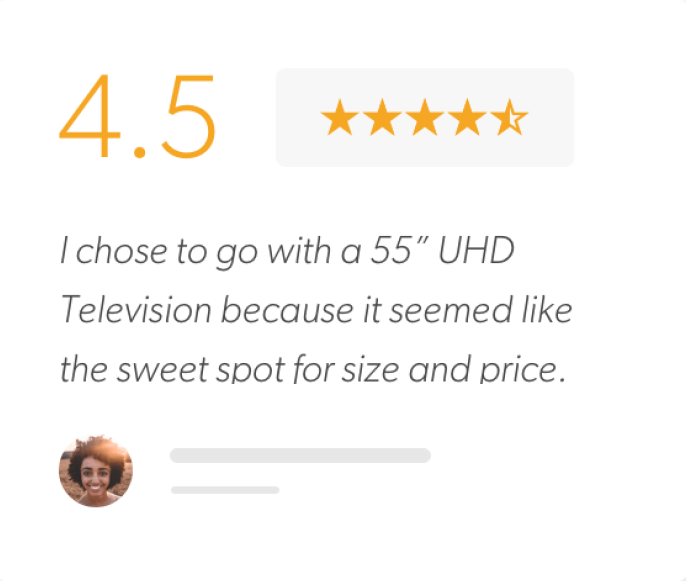 4.5
I chose to go with a 55″ UHD
Television because it seemed like
the sweet spot for size and price.